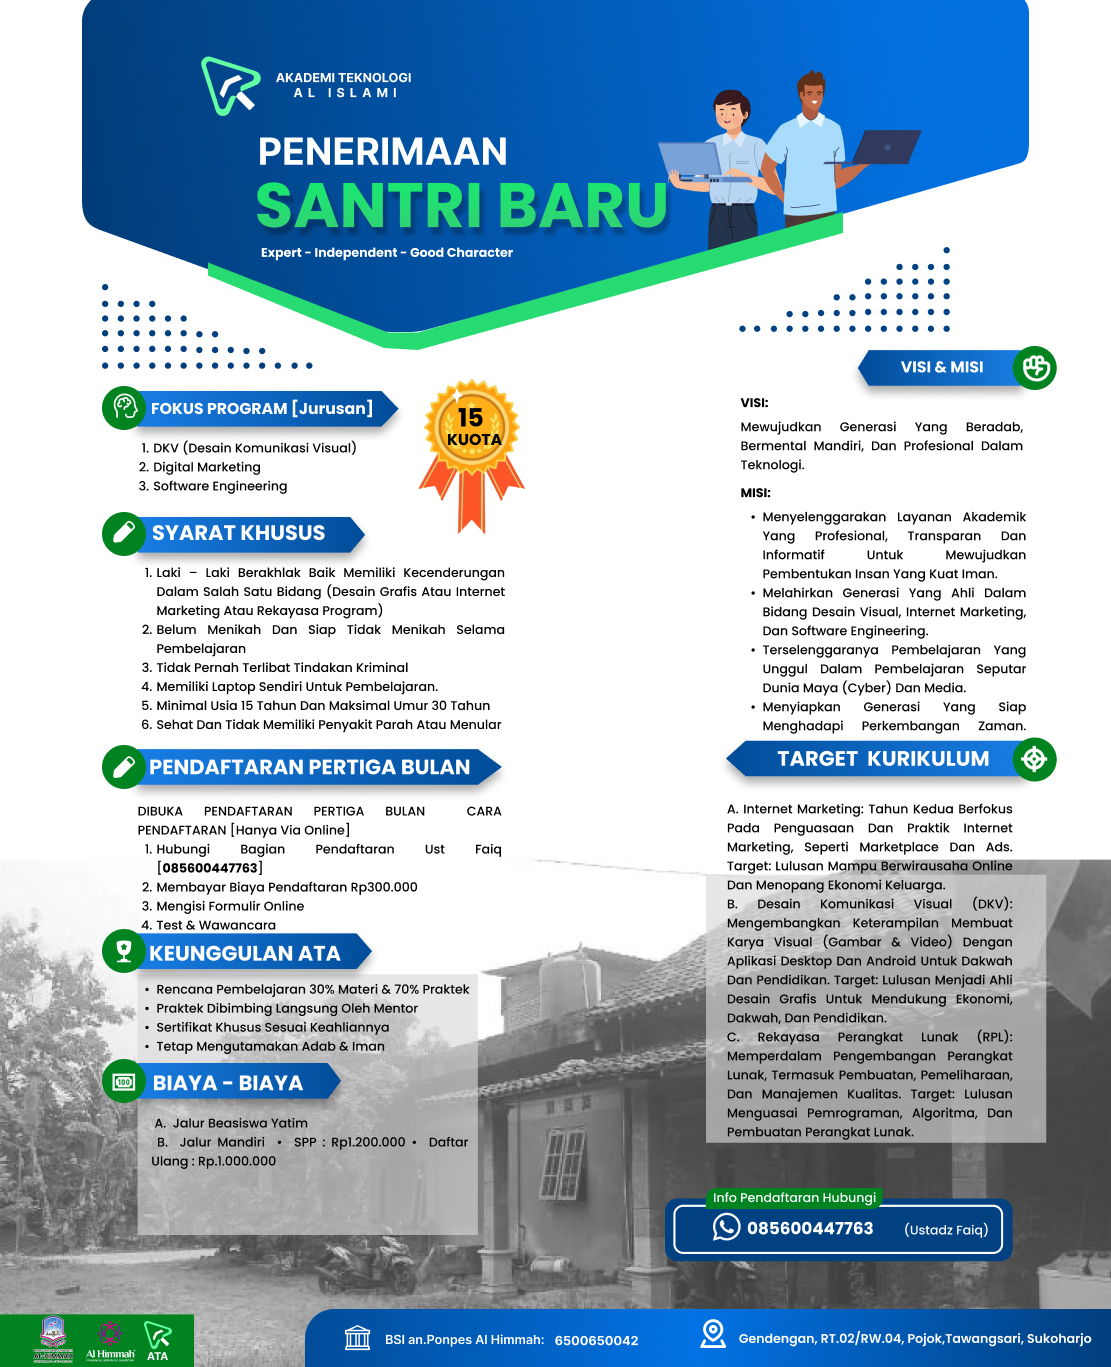 AKADEMI TEKNOLOGI
AL ISLAMI
PENERIMAAN
SANTRI BARU
Expert - Independent - Good Character
FOKUS PROGRAM [Jurusan]
1. DKV (Desain Komunikasi Visual)
2. Digital Marketing
3. Software Engineering
15
KUOTA
SYARAT KHUSUS
1. Laki – Laki Berakhlak Baik Memiliki Kecenderungan
Dalam Salah Satu Bidang (Desain Grafis Atau Internet
Marketing Atau Rekayasa Program)
2. Belum Menikah Dan Siap Tidak Menikah Selama
Pembelajaran
3. Tidak Pernah Terlibat Tindakan Kriminal
4. Memiliki Laptop Sendiri Untuk Pembelajaran.
5. Minimal Usia 15 Tahun Dan Maksimal Umur 30 Tahun
6. Sehat Dan Tidak Memiliki Penyakit Parah Atau Menular
PENDAFTARAN PERTIGA BULAN
DIBUKA PENDAFTARAN PERTIGA BULAN CARA
PENDAFTARAN [Hanya Via Online]
1. Hubungi Bagian Pendaftaran Ust Faiq
[085600447763]
2. Membayar Biaya Pendaftaran Rp300.000
3. Mengisi Formulir Online
4. Test & Wawancara
KEUNGGULAN ATA
• Rencana Pembelajaran 30% Materi & 70% Praktek
• Praktek Dibimbing Langsung Oleh Mentor
• Sertifikat Khusus Sesuai Keahliannya
• Tetap Mengutamakan Adab & Iman
100
BIAYA - BIAYA
A. Jalur Beasiswa Yatim
B. Jalur Mandiri • SPP : Rp1.200.000 • Daftar
Ulang : Rp.1.000.000
VISI & MISI
VISI:
Mewujudkan Generasi Yang Beradab,
Bermental Mandiri, Dan Profesional Dalam
Teknologi.
MISI:
• Menyelenggarakan Layanan Akademik
Yang Profesional, Transparan Dan
Informatif Untuk Mewujudkan
Pembentukan Insan Yang Kuat Iman.
• Melahirkan Generasi Yang Ahli Dalam
Bidang Desain Visual, Internet Marketing,
Dan Software Engineering.
• Terselenggaranya Pembelajaran Yang
Unggul Dalam Pembelajaran Seputar
Dunia Maya (Cyber) Dan Media.
• Menyiapkan Generasi Yang Siap
Menghadapi Perkembangan Zaman.
TARGET KURIKULUM
A. Internet Marketing: Tahun Kedua Berfokus
Pada Penguasaan Dan Praktik Internet
Marketing, Seperti Marketplace Dan Ads.
Target: Lulusan Mampu Berwirausaha Online
Dan Menopang Ekonomi Keluarga.
B. Desain Komunikasi Visual (DKV):
Mengembangkan Keterampilan Membuat
Karya Visual (Gambar & Video) Dengan
Aplikasi Desktop Dan Android Untuk Dakwah
Dan Pendidikan. Target: Lulusan Menjadi Ahli
Desain Grafis Untuk Mendukung Ekonomi,
Dakwah, Dan Pendidikan.
C. Rekayasa Perangkat Lunak (RPL):
Memperdalam Pengembangan Perangkat
Lunak, Termasuk Pembuatan, Pemeliharaan,
Dan Manajemen Kualitas. Target: Lulusan
Menguasai Pemrograman, Algoritma, Dan
Pembuatan Perangkat Lunak.
Info Pendaftaran Hubungi
085600447763 (Ustadz Faiq)
AL-HIMMAH
Al Himmah
ATA
BSI an.Ponpes Al Himmah: 6500650042
Gendengan, RT.02/RW.04, Pojok,Tawangsari, Sukoharjo